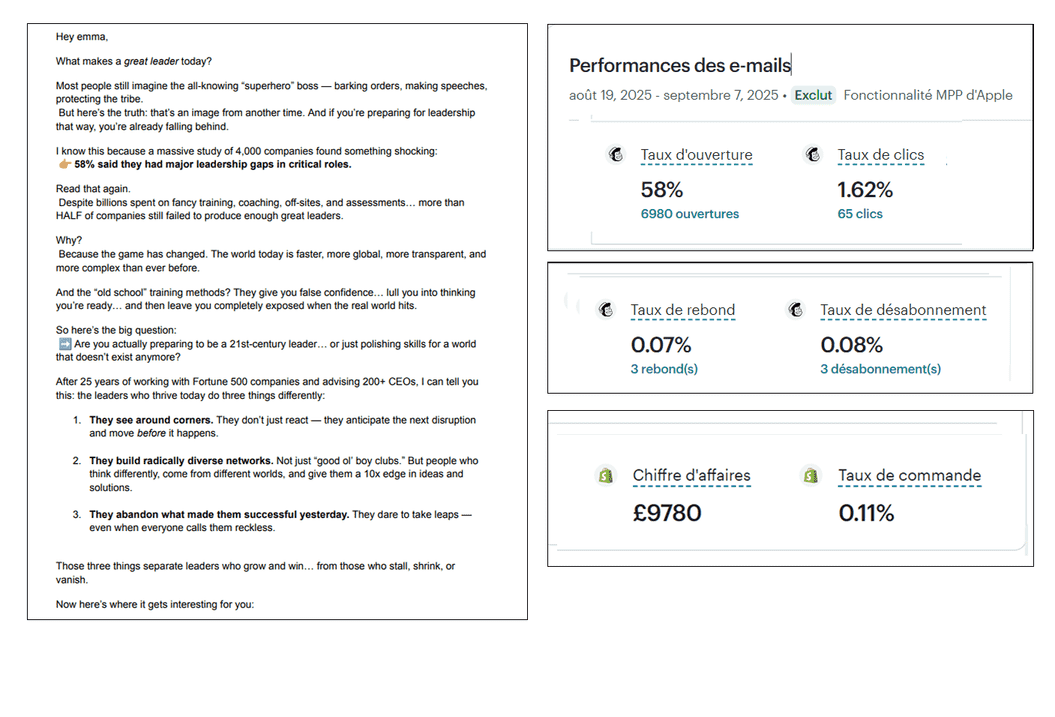 Hey emma,
What makes a great leader today?
Most people still imagine the all-knowing “superhero” boss — barking orders, making speeches,
protecting the tribe.
But here’s the truth: that’s an image from another time. And if you’re preparing for leadership
that way, you’re already falling behind.
I know this because a massive study of 4,000 companies found something shocking:
👉 58% said they had major leadership gaps in critical roles.
Read that again.
Despite billions spent on fancy training, coaching, off-sites, and assessments… more than
HALF of companies still failed to produce enough great leaders.
Why?
Because the game has changed. The world today is faster, more global, more transparent, and
more complex than ever before.
And the “old school” training methods? They give you false confidence… lull you into thinking
you’re ready… and then leave you completely exposed when the real world hits.
So here’s the big question:
➡️ Are you actually preparing to be a 21st-century leader… or just polishing skills for a world
that doesn’t exist anymore?
After 25 years of working with Fortune 500 companies and advising 200+ CEOs, I can tell you
this: the leaders who thrive today do three things differently:
1. They see around corners. They don’t just react — they anticipate the next disruption
and move before it happens.
2. They build radically diverse networks. Not just “good ol’ boy clubs.” But people who
think differently, come from different worlds, and give them a 10x edge in ideas and
solutions.
3. They abandon what made them successful yesterday. They dare to take leaps —
even when everyone calls them reckless.
Those three things separate leaders who grow and win… from those who stall, shrink, or
vanish.
Now here’s where it gets interesting for you:
Performances des e-mails
août 19, 2025 - septembre 7, 2025 • Exclut Fonctionnalité MPP d'Apple
Taux d'ouverture
58%
6980 ouvertures
Taux de clics
1.62%
65 clics
Taux de rebond
0.07%
3 rebond(s)
Taux de désabonnement
0.08%
3 désabonnement(s)
Chiffre d'affaires
£9780
Taux de commande
0.11%